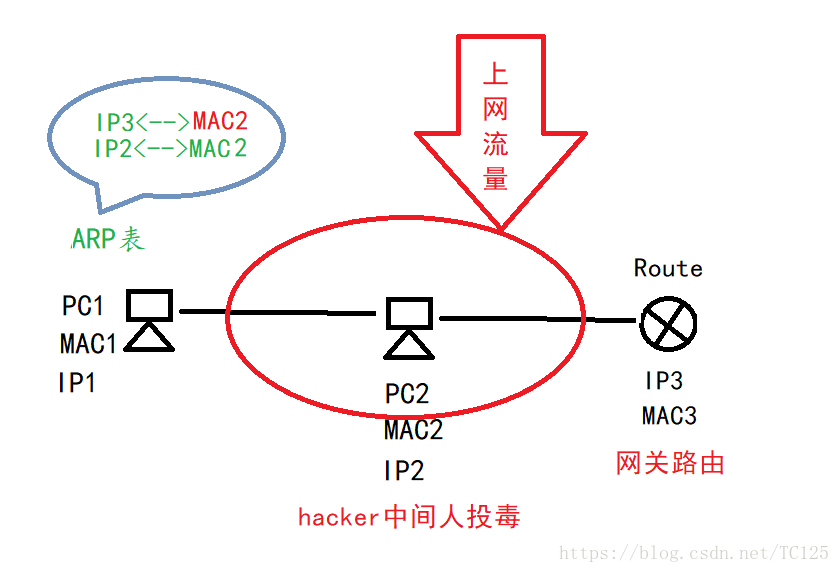 上网流量
IP3<-->MAC2
IP2<-->MAC2
ARP表
Route
PC1
MAC1
IP1
PC2
MAC2
IP2
IP3
MAC3
网关路由
hacker中间人投毒
https://blog.csdn.net/TC125